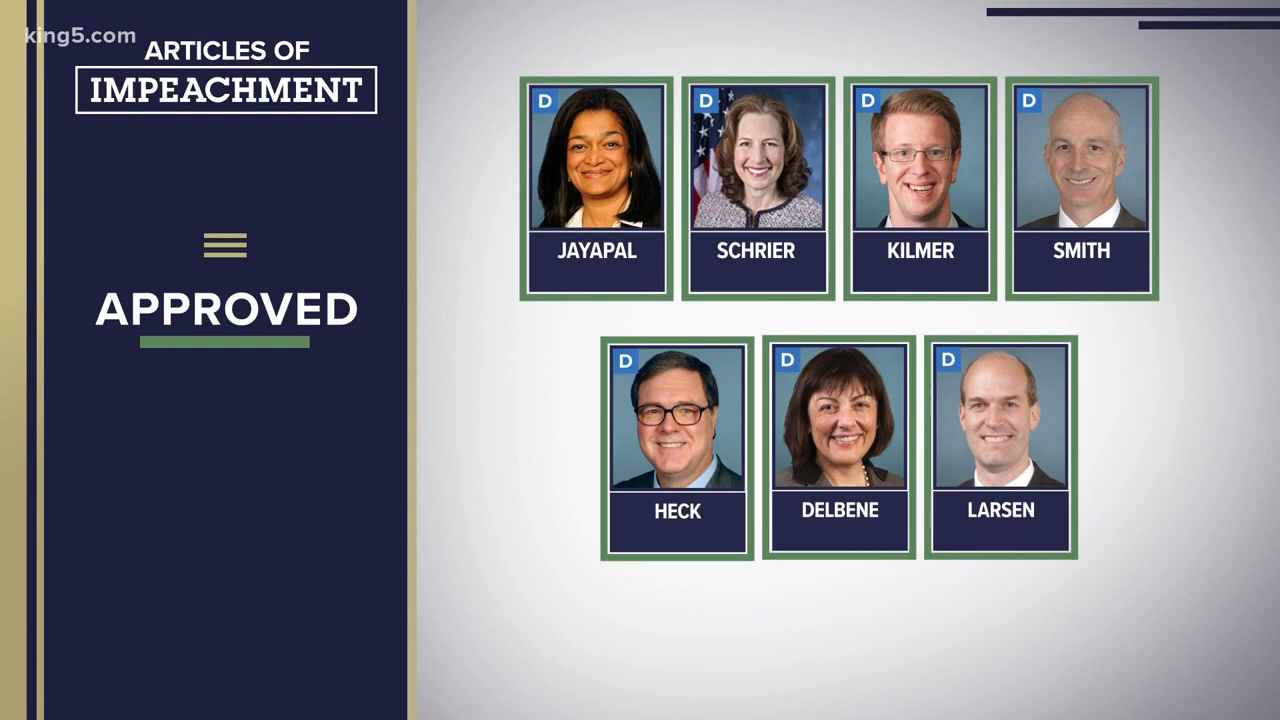 king5.com
ARTICLES OF
IMPEACHMENT
APPROVED
D
D
D
D
JAYAPAL
SCHRIER
KILMER
SMITH
D
D
D
HECK
DELBENE
LARSEN